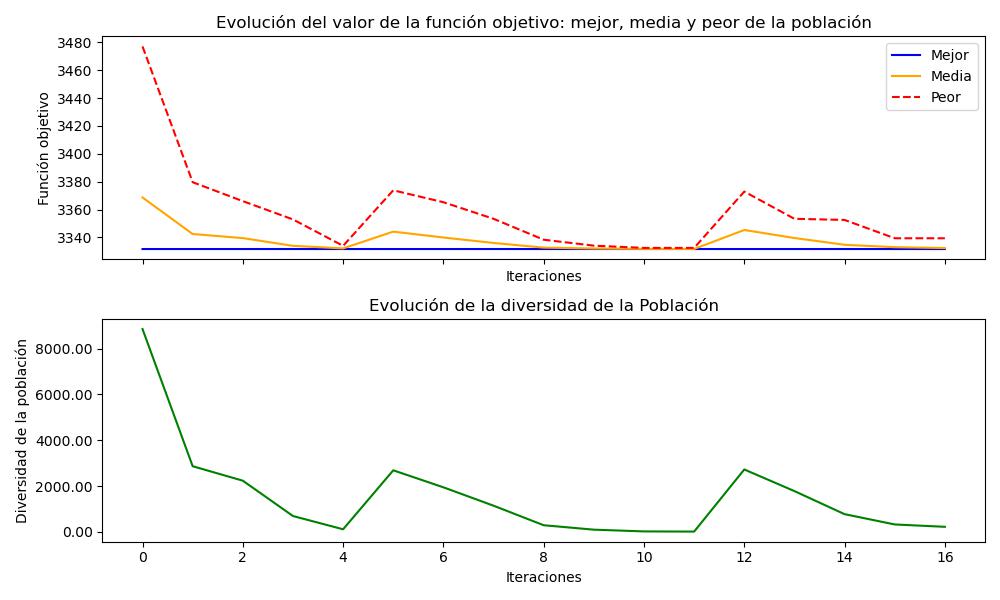 Evolución del valor de la función objetivo: mejor, media y peor de la población
3480
3460
3440
3420
3400
3380
3360
3340
Función objetivo
Mejor
Media
Peor
Iteraciones
Evolución de la diversidad de la Población
8000.00
6000.00
4000.00
2000.00
0.00
Diversidad de la población
0 2 4 6 8 10 12 14 16
Iteraciones